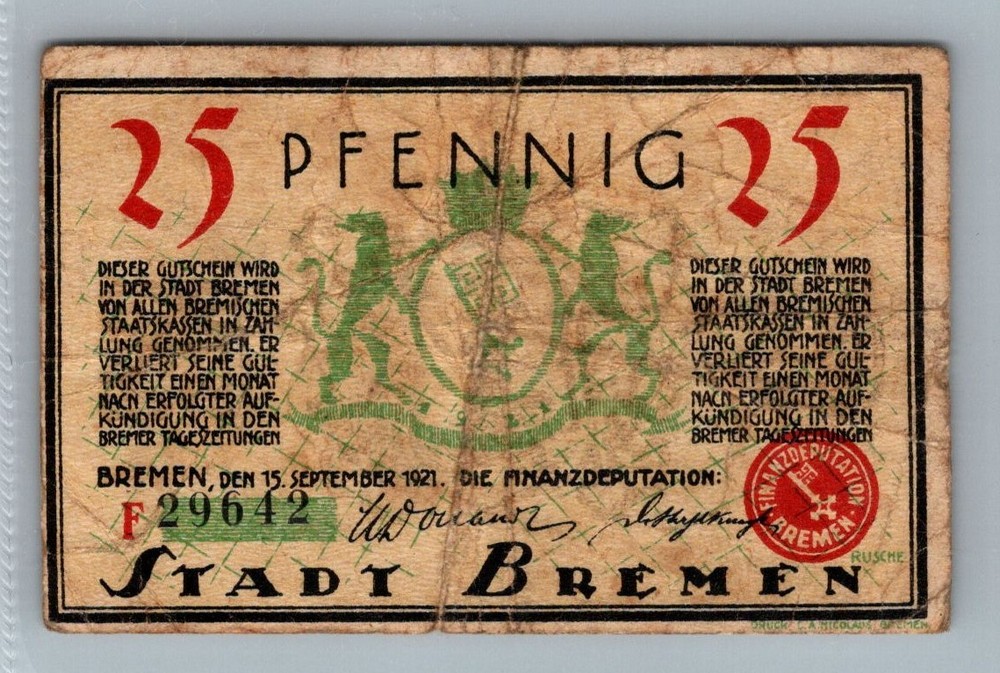 25 PFENNIG 25
DIESER GUTSCHEIN WIRD
IN DER STADT BREMEN
VON ALLEN BREMISCHEN
STAATSKASSEN IN ZAH-
LUNG GENOMMEN. ER
VERLIERT SEINE GÜL-
TIGKEIT EINEN MONAT
NACH ERFOLGTER AUF-
KÜNDIGUNG IN DEN
BREMER TAGESZEITUNGEN
DIESER GUTSCHEIN WIRD
IN DER STADT BREMEN
VON ALLEN BREMISCHEN
STAATSKASSEN IN ZAH-
LUNG GENOMMEN. ER
VERLIERT SEINE GÜL-
TIGKEIT EINEN MONAT
NACH ERFOLGTER AUF-
KÜNDIGUNG IN DEN
BREMER TAGESZEITUNGEN
1921
BREMEN, DEN 15. SEPTEMBER 1921. DIE FINANZDEPUTATION:
F 29642
FINANZDEPUTATION
BREMEN
RUSCHE
STADT BREMEN
DRUCK C. A. NICOLAUS, BREMEN